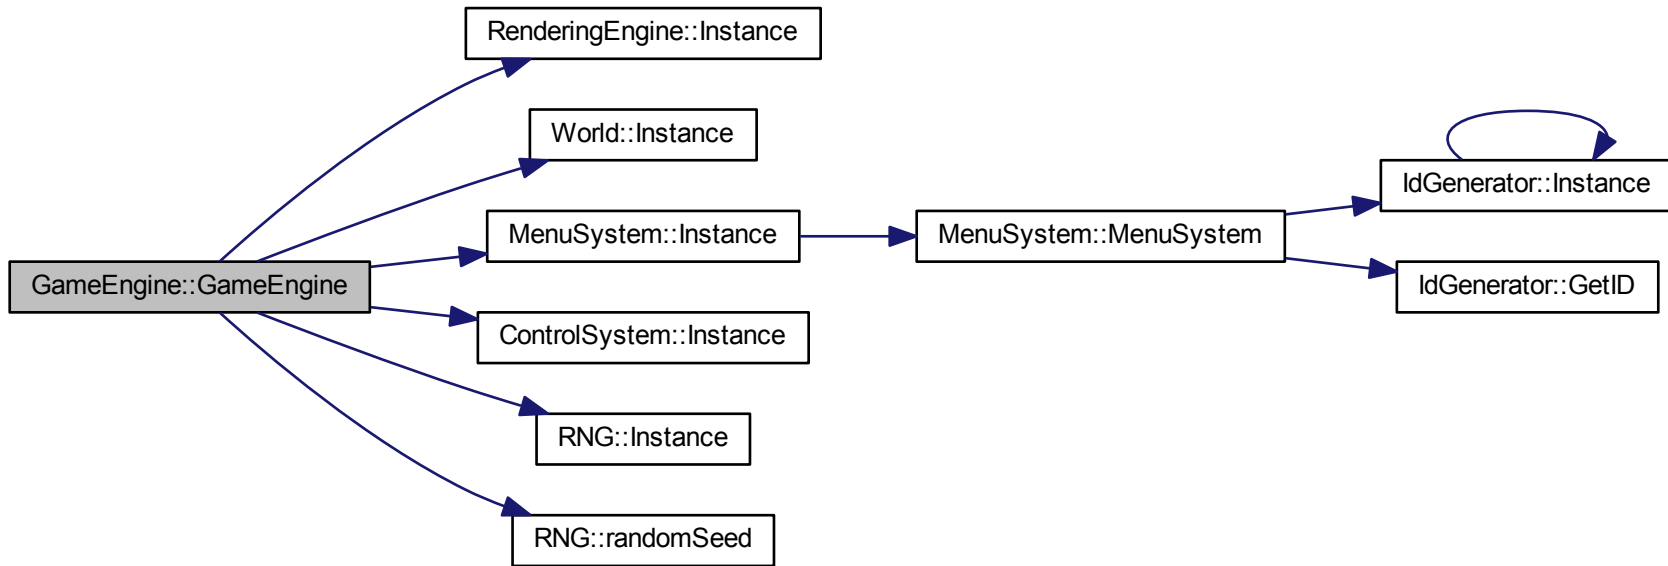 RenderingEngine::Instance
World::Instance
IdGenerator::Instance
MenuSystem::Instance
MenuSystem::MenuSystem
GameEngine::GameEngine
IdGenerator::GetID
ControlSystem::Instance
RNG::Instance
RNG::randomSeed